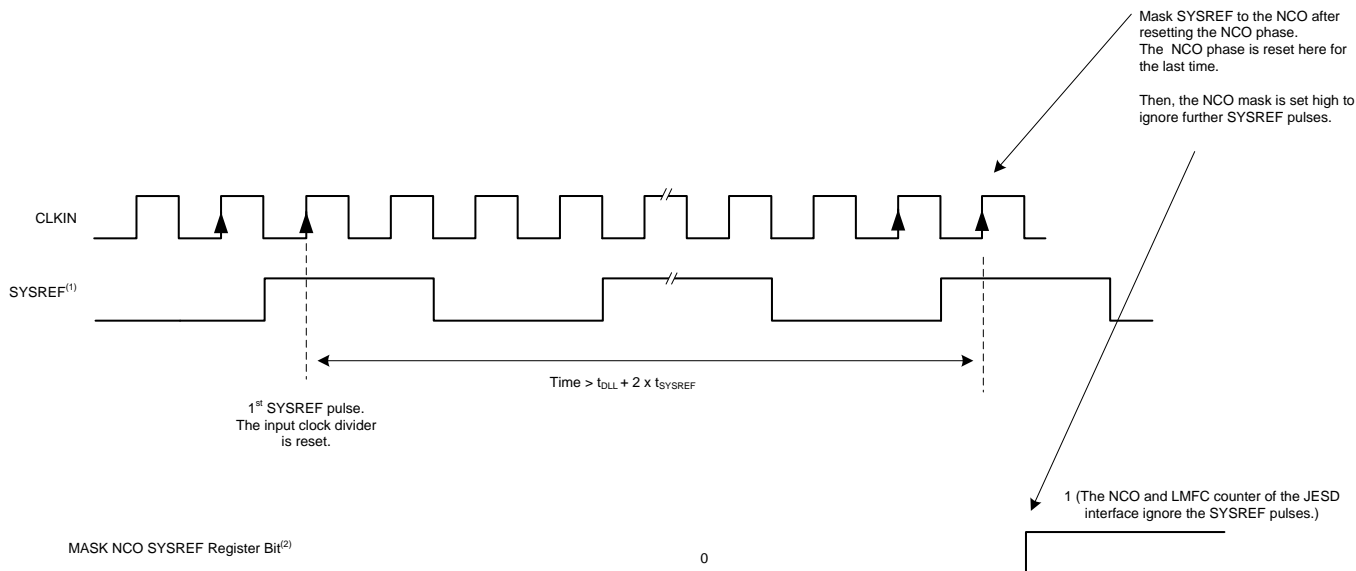 Mask SYSREF to the NCO after
resetting the NCO phase.
The  NCO phase is reset here for
the last time.
Then, the NCO mask is set high to
ignore further SYSREF pulses.
CLKIN
SYSREF(1)
Time > tDLL + 2 x tSYSREF
1st SYSREF pulse.
The input clock divider
is reset.
1 (The NCO and LMFC counter of the JESD
interface ignore the SYSREF pulses.)
MASK NCO SYSREF Register Bit(2)
0